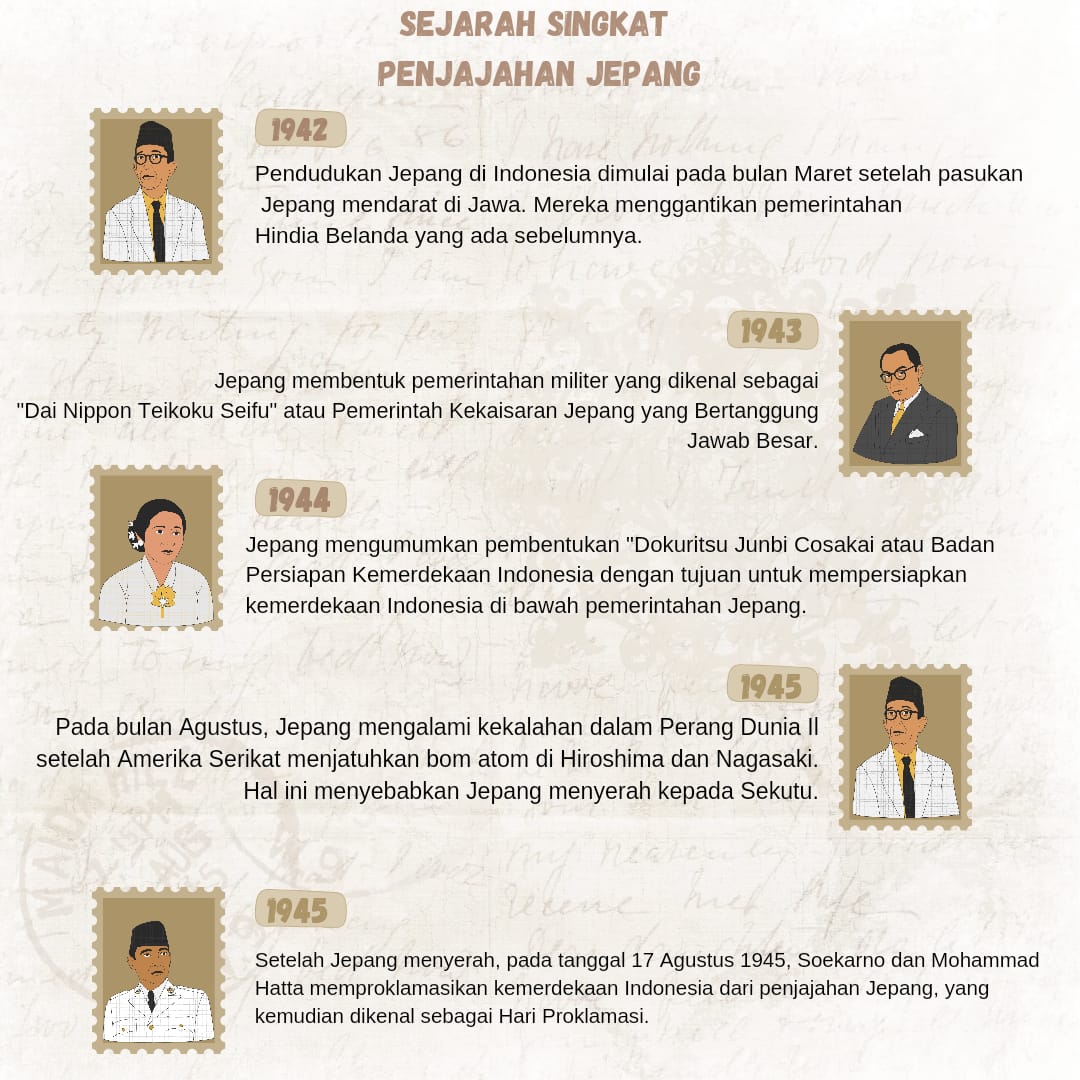 SEJARAH SINGKAT
PENJAJAHAN JEPANG
1942
Pendudukan Jepang di Indonesia dimulai pada bulan Maret setelah pasukan
Jepang mendarat di Jawa. Mereka menggantikan pemerintahan
Hindia Belanda yang ada sebelumnya.
1943
Jepang membentuk pemerintahan militer yang dikenal sebagai
"Dai Nippon Teikoku Seifu" atau Pemerintah Kekaisaran Jepang yang Bertanggung
Jawab Besar.
1944
Jepang mengumumkan pembentukan "Dokuritsu Junbi Cosakai atau Badan
Persiapan Kemerdekaan Indonesia dengan tujuan untuk mempersiapkan
kemerdekaan Indonesia di bawah pemerintahan Jepang.
1945
Pada bulan Agustus, Jepang mengalami kekalahan dalam Perang Dunia II
setelah Amerika Serikat menjatuhkan bom atom di Hiroshima dan Nagasaki.
Hal ini menyebabkan Jepang menyerah kepada Sekutu.
1945
Setelah Jepang menyerah, pada tanggal 17 Agustus 1945, Soekarno dan Mohammad
Hatta memproklamasikan kemerdekaan Indonesia dari penjajahan Jepang, yang
kemudian dikenal sebagai Hari Proklamasi.